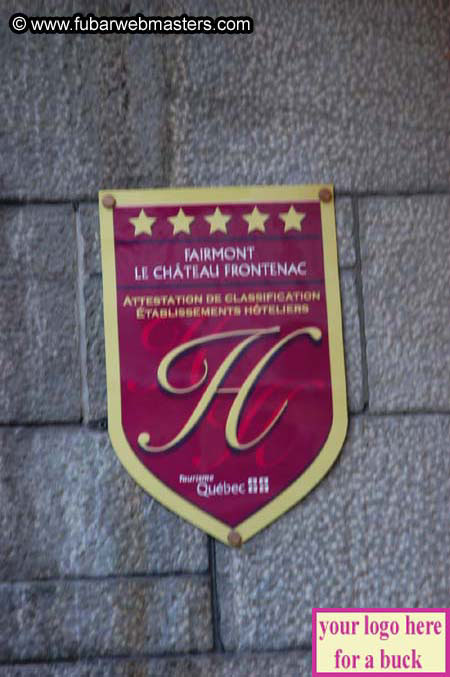 © www.fubarwebmasters.com
FAIRMONT
LE CHÂTEAU FRONTENAC
ATTESTATION DE CLASSIFICATION
ÉTABLISSEMENTS HÔTELIERS
H
Tourisme
Québec
your logo here
for a buck